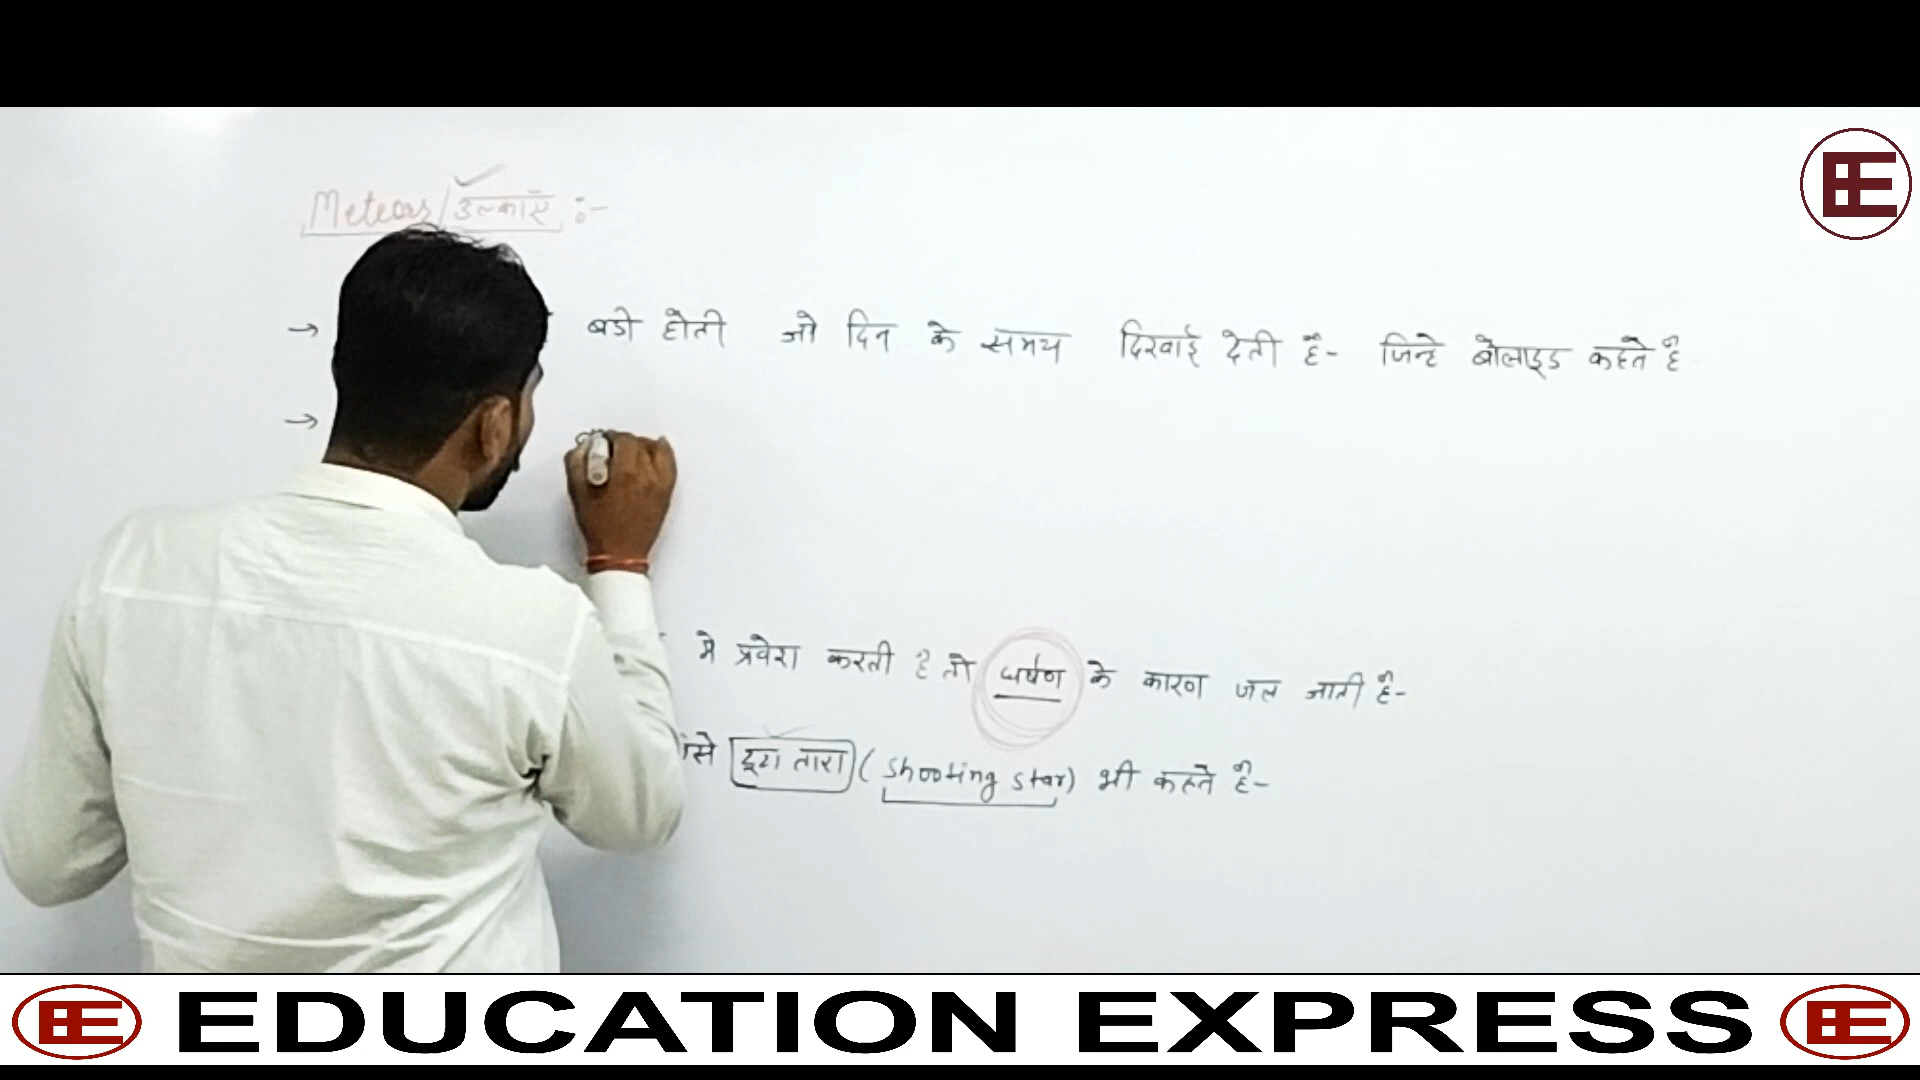 Meteors/उल्काएँ :-
→ बडी होती जो दिन के समय दिखाई देती है- जिन्हे बोलाइड कहते है
→
मे प्रवेश करती है तो घर्षण के कारण जल जाती है-
से टूटा तारा (shooting star) भी कहते है-
EDUCATION EXPRESS